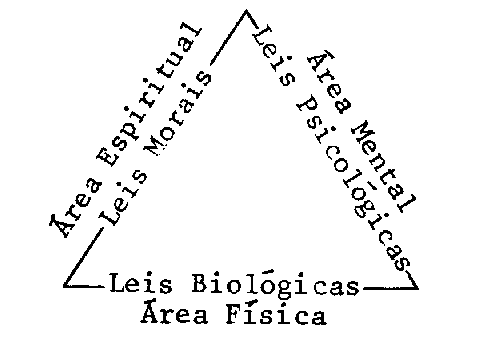 Área Espiritual
Leis Morais
Área Mental
Leis Psicológicas
Leis Biológicas
Área Física